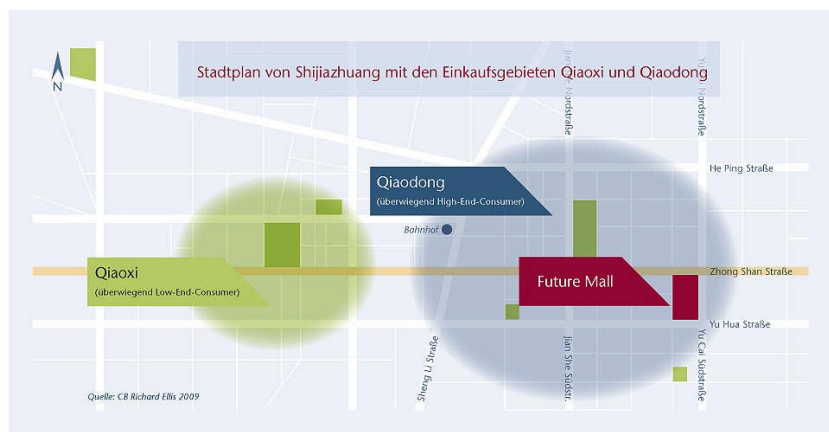 Stadtplan von Shijiazhuang mit den Einkaufsgebieten Qiaoxi und Qiaodong
N
Nordstraße
Nordstraße
He Ping Straße
Qiaodong
(überwiegend High-End-Consumer)
Bahnhof
Qiaoxi
(überwiegend Low-End-Consumer)
Future Mall
Zhong Shan Straße
Yu Hua Straße
Sheng Li Straße
Jian She Südstr.
Yu Cai Südstraße
Quelle: CB Richard Ellis 2009